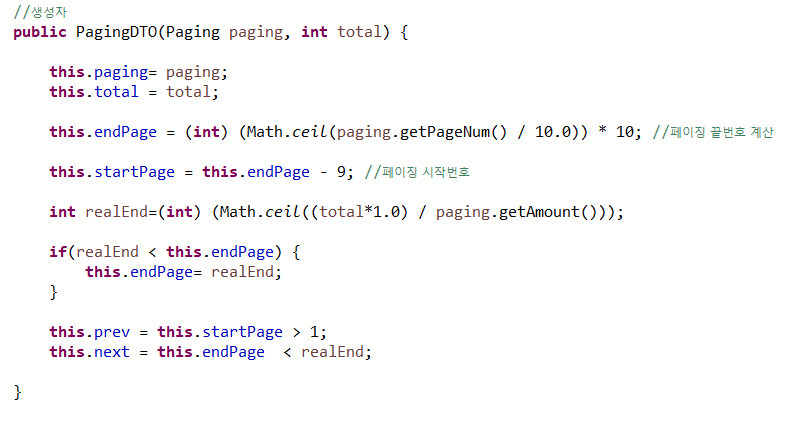 //생성자
public PagingDTO(Paging paging, int total) {
this.paging= paging;
this.total = total;
this.endPage = (int) (Math.ceil(paging.getPageNum() / 10.0)) * 10; //페이징 끝번호 계산
this.startPage = this.endPage - 9; //페이징 시작번호
int realEnd=(int) (Math.ceil((total*1.0) / paging.getAmount()));
if(realEnd < this.endPage) {
this.endPage= realEnd;
}
this.prev = this.startPage > 1;
this.next = this.endPage  < realEnd;
}